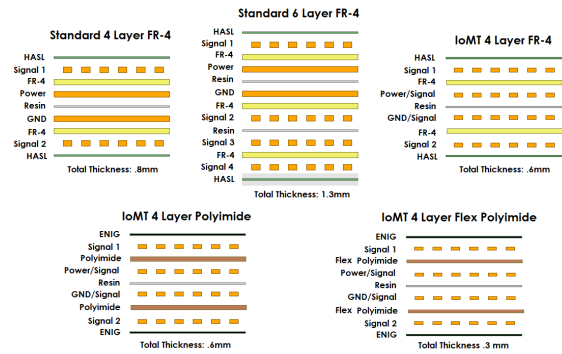 Standard 4 Layer FR-4
HASL
Signal 1
FR-4
Power
Resin
GND
FR-4
Signal 2
HASL
Total Thickness: .8mm
Standard 6 Layer FR-4
HASL
Signal 1
FR-4
Power
Resin
GND
FR-4
Signal 2
Resin
Signal 3
FR-4
Signal 4
HASL
Total Thickness: 1.3mm
IoMT 4 Layer FR-4
HASL
Signal 1
FR-4
Power/Signal
Resin
GND/Signal
FR-4
Signal 2
HASL
Total Thickness: .6mm
IoMT 4 Layer Polyimide
ENIG
Signal 1
Polyimide
Power/Signal
Resin
GND/Signal
Polyimide
Signal 2
ENIG
Total Thickness: .6mm
IoMT 4 Layer Flex Polyimide
ENIG
Signal 1
Flex Polyimide
Power/Signal
Resin
GND/Signal
Flex Polyimide
Signal 2
ENIG
Total Thickness .3 mm